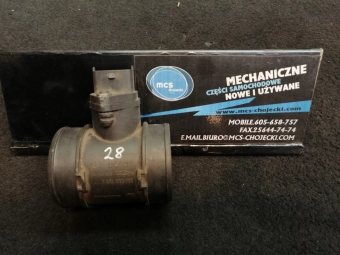 mcs
MECHANICZNE
CZĘŚCI SAMOCHODOWE
NOWE I UŻYWANE
www.mcs-chojecki.com
MOBILE.605-658-757
FAX.25644-74-74
E.MAIL.BIURO@MCS-CHOJECKI.COM
28